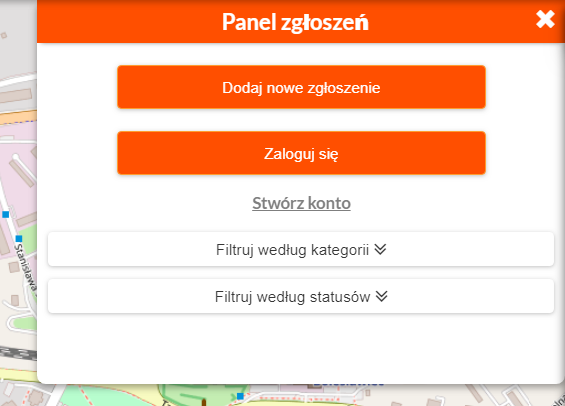 Panel zgłoszeń
Dodaj nowe zgłoszenie
Zaloguj się
Stwórz konto
Filtruj według kategorii
Filtruj według statusów
Stanisława